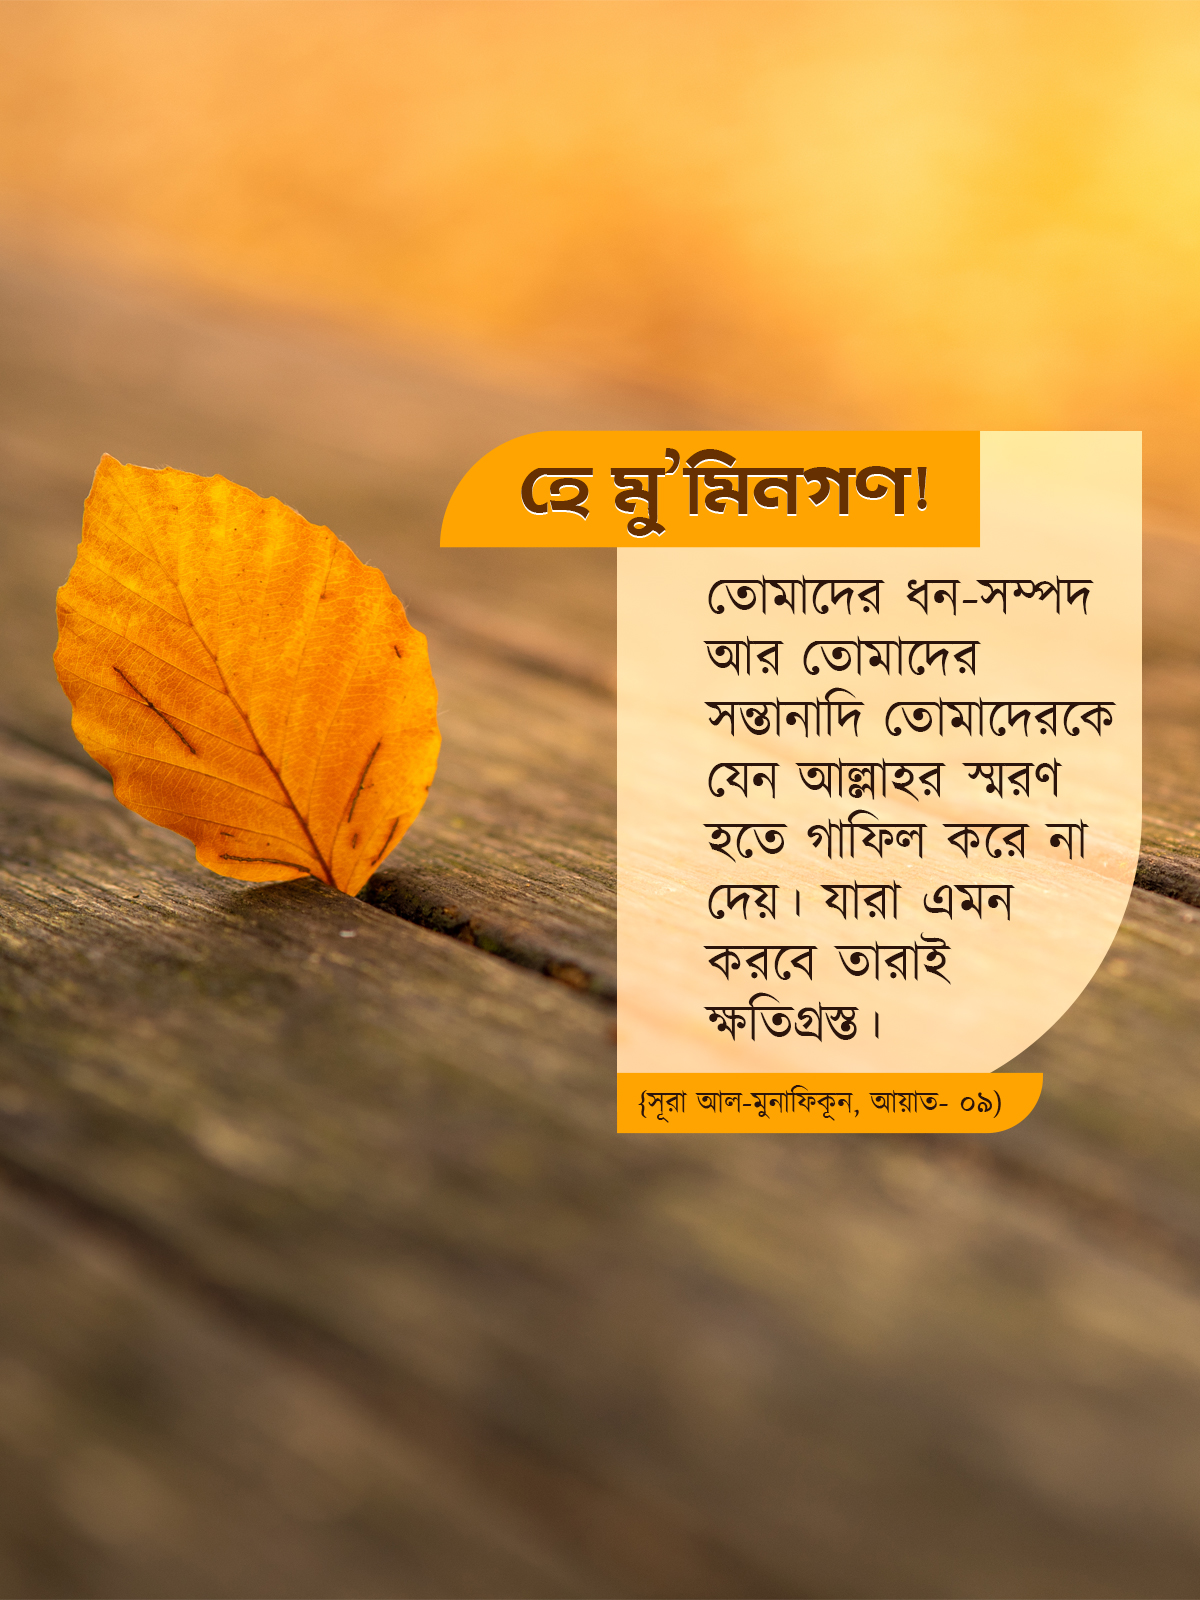 হে মু’মিনগণ!
তোমাদের ধন-সম্পদ
আর তোমাদের
সন্তানাদি তোমাদেরকে
যেন আল্লাহর স্মরণ
হতে গাফিল করে না
দেয়। যারা এমন
করবে তারাই
ক্ষতিগ্রস্ত।
{সূরা আল-মুনাফিকূন, আয়াত- ০৯)